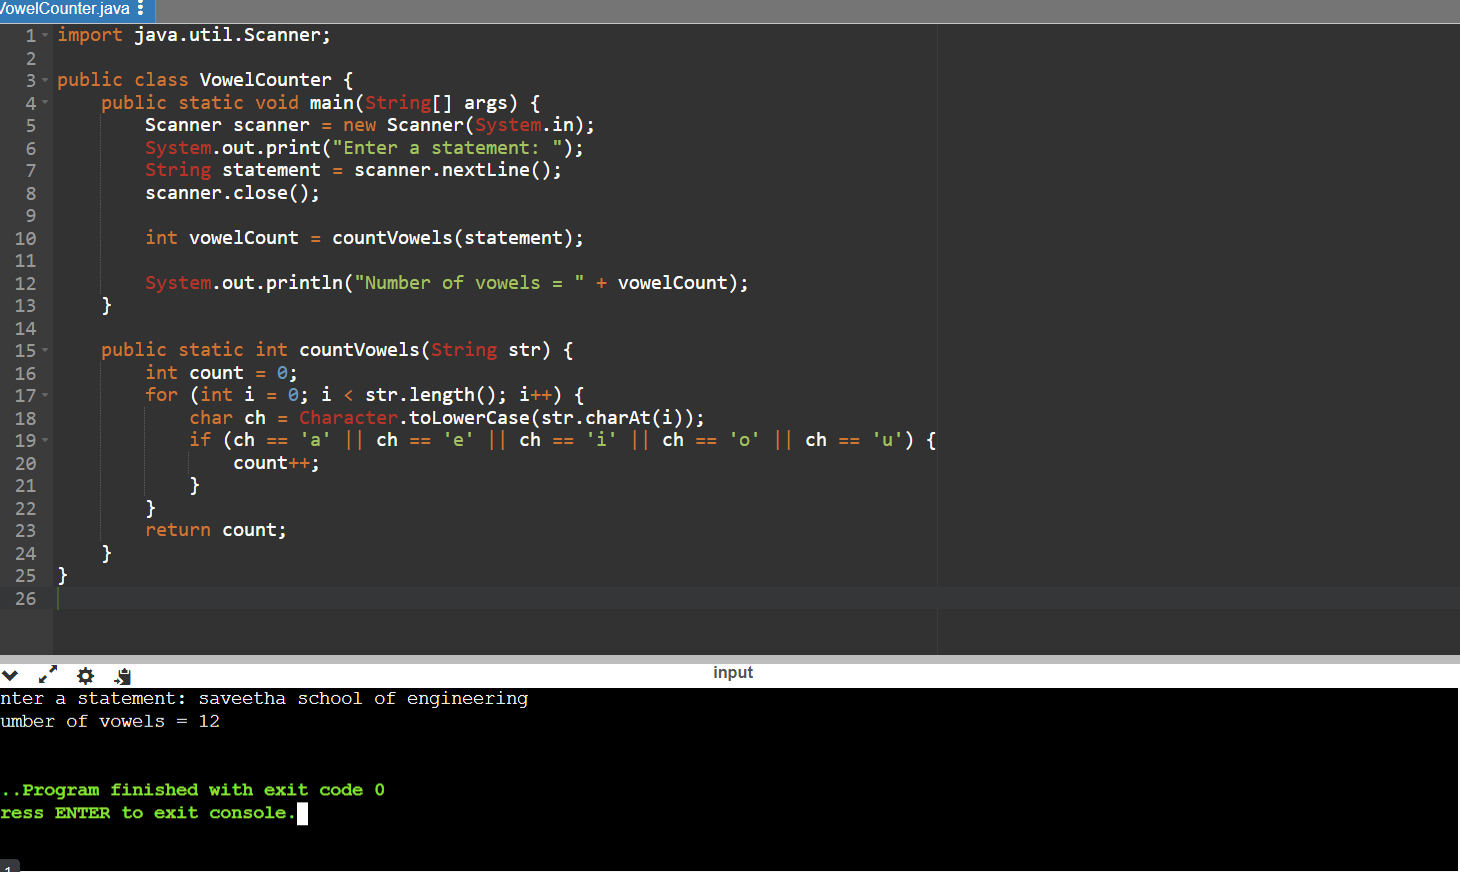 VowelCounter.java
1 import java.util.Scanner;
2
3 public class VowelCounter {
4     public static void main(String[] args) {
5         Scanner scanner = new Scanner(System.in);
6         System.out.print("Enter a statement: ");
7         String statement = scanner.nextLine();
8         scanner.close();
9
10         int vowelCount = countVowels(statement);
11
12         System.out.println("Number of vowels = " + vowelCount);
13     }
14
15     public static int countVowels(String str) {
16         int count = 0;
17         for (int i = 0; i < str.length(); i++) {
18             char ch = Character.toLowerCase(str.charAt(i));
19             if (ch == 'a' || ch == 'e' || ch == 'i' || ch == 'o' || ch == 'u') {
20                 count++;
21             }
22         }
23         return count;
24     }
25 }
26
input
nter a statement: saveetha school of engineering
umber of vowels = 12
..Program finished with exit code 0
ress ENTER to exit console.